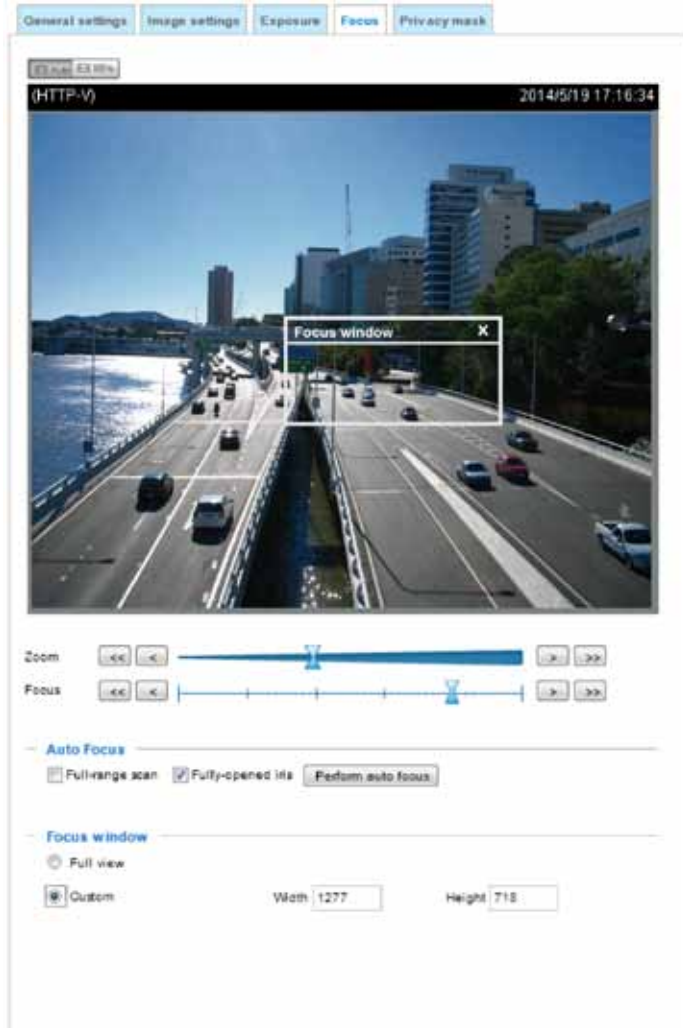 General settings Image settings Exposure Focus Privacy mask
(HTTP-V) 2014/5/19 17:16:34
Focus window X
Zoom << < > >>
Focus << < > >>
Auto Focus
Full-range scan Fully-opened iris Perform auto focus
Focus window
Full view
Custom Width 1277 Height 718